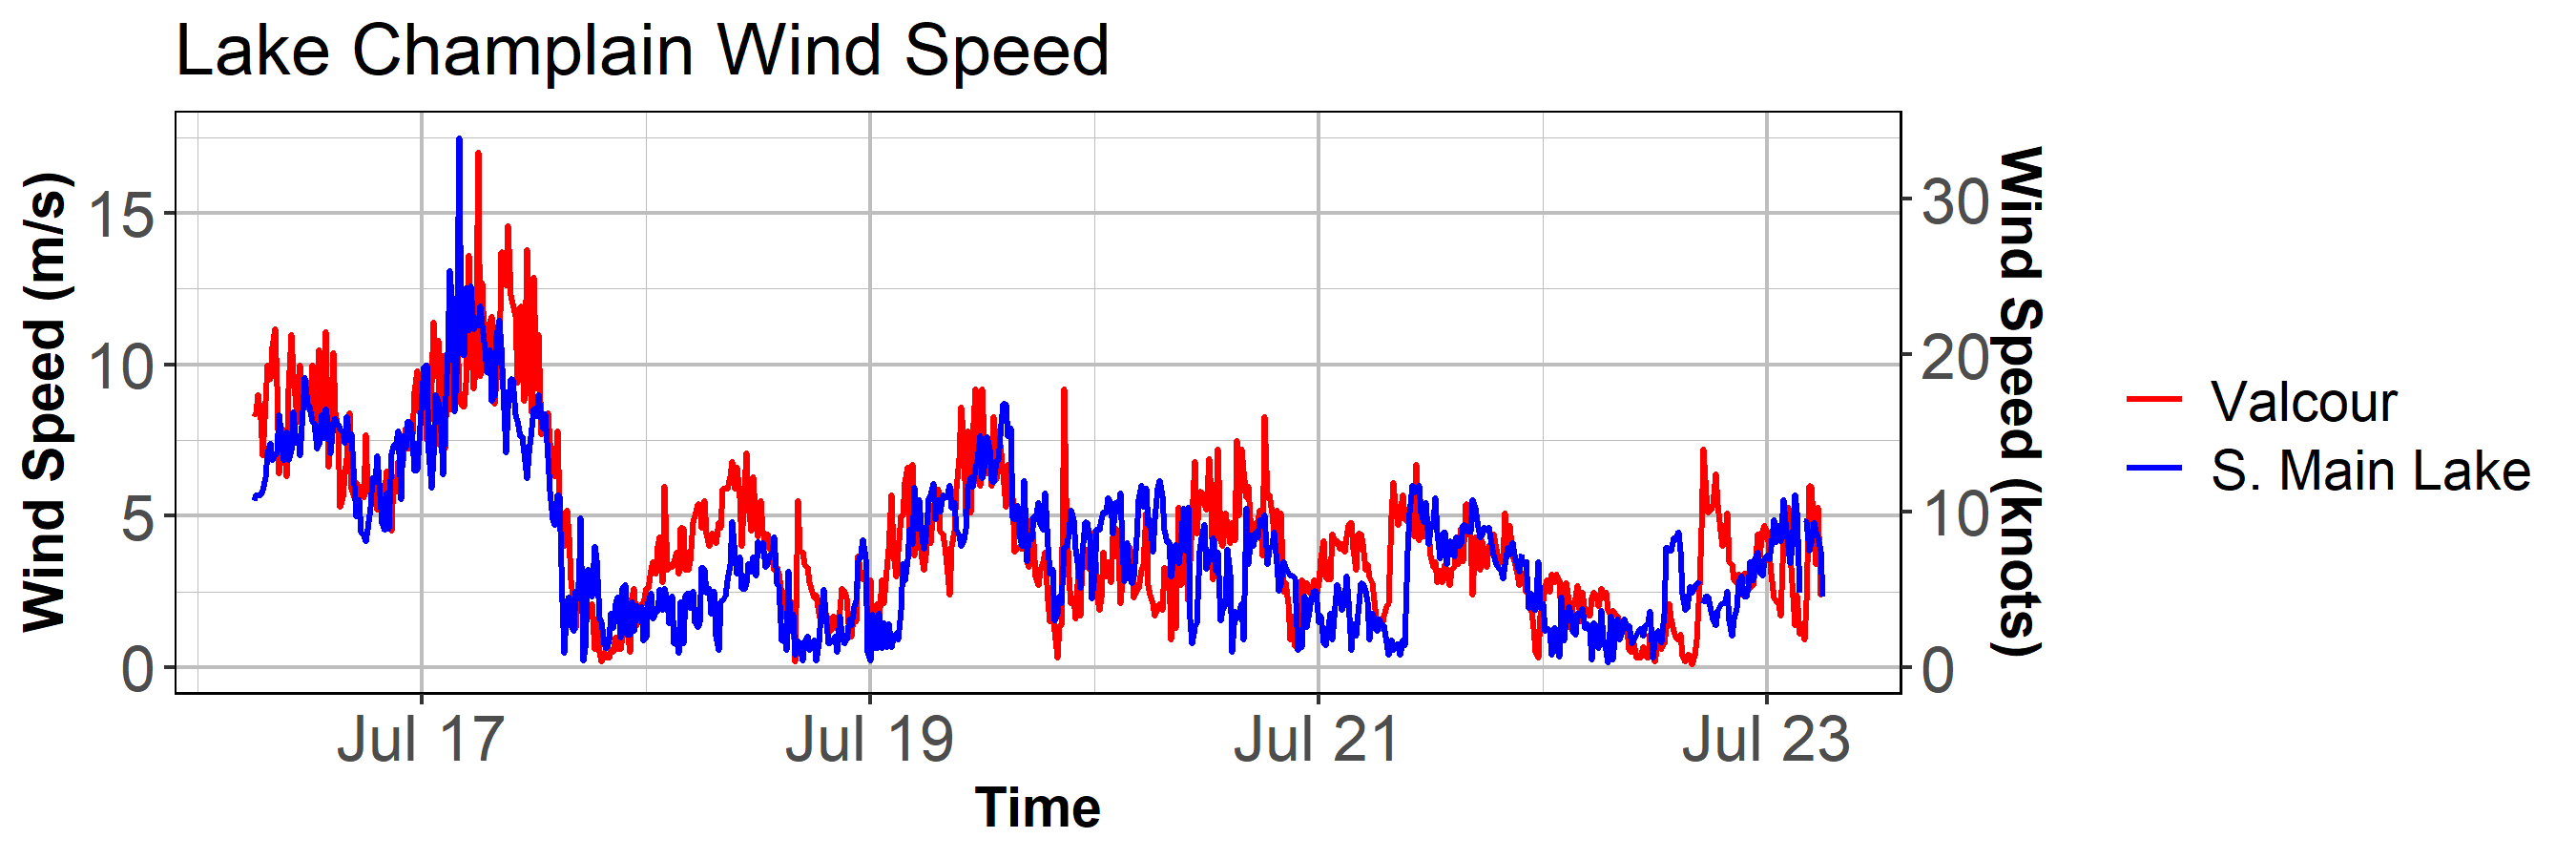 Lake Champlain Wind Speed
Wind Speed (m/s)
15
10
5
0
30
20
10
0
Wind Speed (knots)
Valcour
S. Main Lake
Jul 17
Jul 19
Jul 21
Jul 23
Time